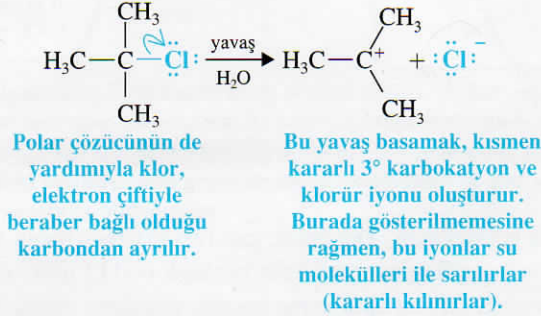 CH₃
H₃C—C—Cl:
CH₃
yavaş
H₂O
CH₃
H₃C—C⁺
CH₃
+ :Cl:⁻
Polar çözücünün de
yardımıyla klor,
elektron çiftiyle
beraber bağlı olduğu
karbondan ayrılır.
Bu yavaş basamak, kısmen
kararlı 3° karbokatyon ve
klorür iyonu oluşturur.
Burada gösterilmemesine
rağmen, bu iyonlar su
molekülleri ile sarılırlar
(kararlı kılınırlar).